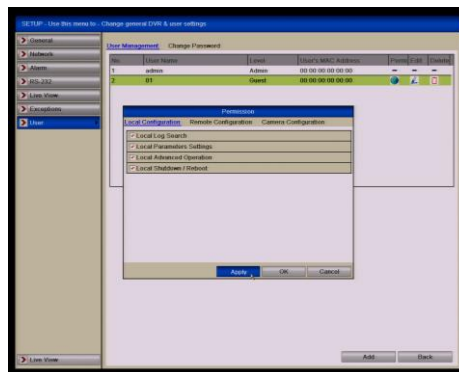 SETUP - Use this menu to - Change general DVR & user settings
General
Network
Alarm
RS-232
Live View
Exceptions
User
User Management Change Password
No. User Name Level User's MAC Address Permi Edit Delete
1 admin Admin 00:00:00:00:00:00 - - -
2 01 Guest 00:00:00:00:00:00
Permission
Local Configuration Remote Configuration Camera Configuration
Local Log Search
Local Parameters Settings
Local Advanced Operation
Local Shutdown / Reboot
Apply OK Cancel
Live View
Add Back